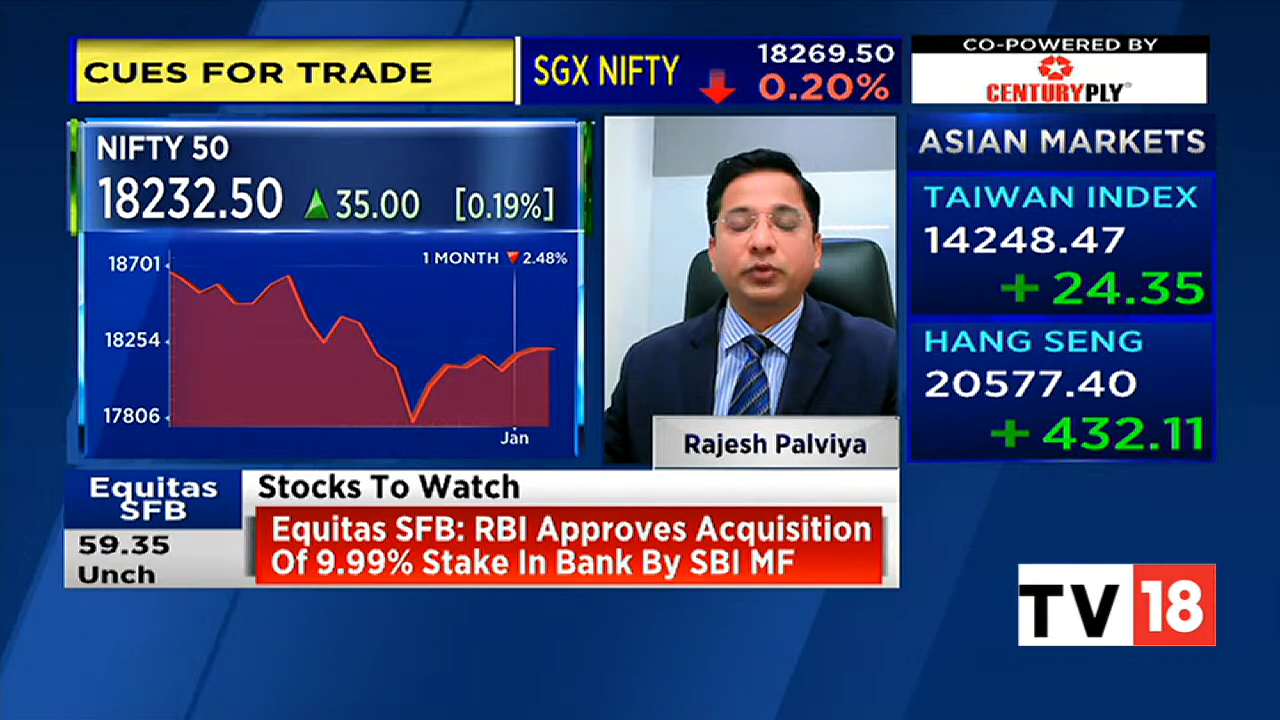 CUES FOR TRADE
SGX NIFTY
18269.50
0.20%
CO-POWERED BY
CENTURYPLY
NIFTY 50
18232.50 35.00 [0.19%]
1 MONTH 2.48%
18701
18254
17806
Jan
Rajesh Palviya
ASIAN MARKETS
TAIWAN INDEX
14248.47
+ 24.35
HANG SENG
20577.40
+ 432.11
Equitas
SFB
59.35
Unch
Stocks To Watch
Equitas SFB: RBI Approves Acquisition
Of 9.99% Stake In Bank By SBI MF
TV 18